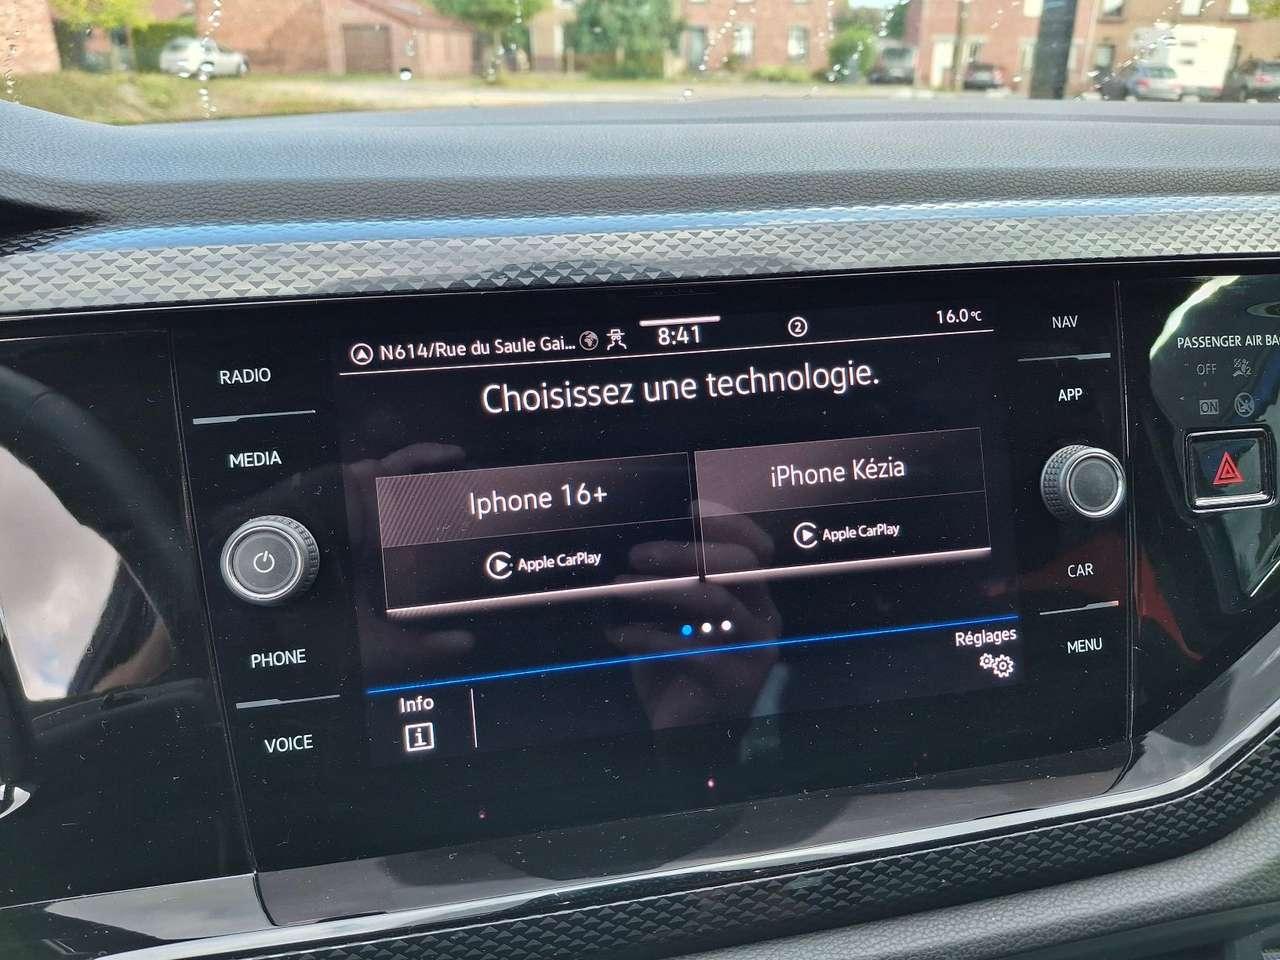 N614/Rue du Saule Gai...
8:41
2
16.0°C
Choisissez une technologie.
Iphone 16+
Apple CarPlay
iPhone Kézia
Apple CarPlay
Réglages
Info
i
RADIO
MEDIA
PHONE
VOICE
NAV
APP
CAR
MENU
PASSENGER AIR BA
OFF
ON